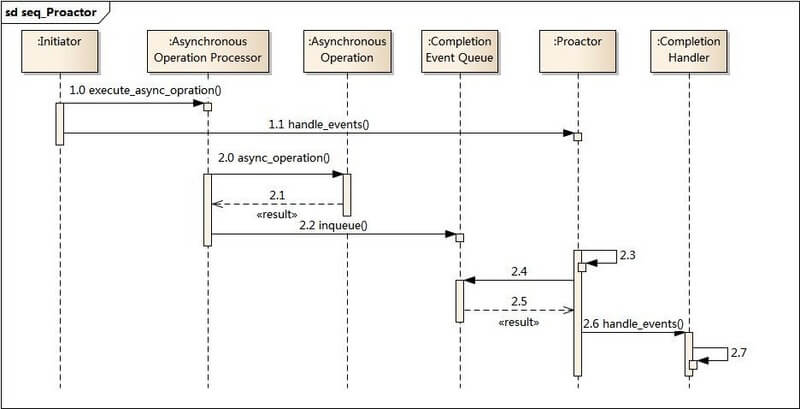 sd seq_Proactor
:Initiator
:Asynchronous
Operation Processor
:Asynchronous
Operation
:Completion
Event Queue
:Proactor
:Completion
Handler
1.0 execute_async_opration()
1.1 handle_events()
2.0 async_operation()
2.1
«result»
2.2 inqueue()
2.3
2.4
2.5
«result»
2.6 handle_events()
2.7